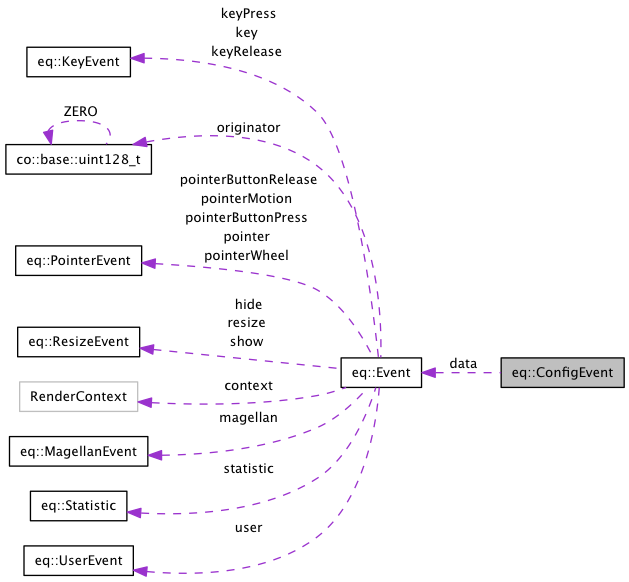 keyPress
key
keyRelease
eq::KeyEvent
ZERO
originator
co::base::uint128_t
pointerButtonRelease
pointerMotion
pointerButtonPress
pointer
pointerWheel
eq::PointerEvent
hide
resize
show
eq::ResizeEvent
data
eq::Event
eq::ConfigEvent
context
RenderContext
magellan
eq::MagellanEvent
statistic
eq::Statistic
user
eq::UserEvent